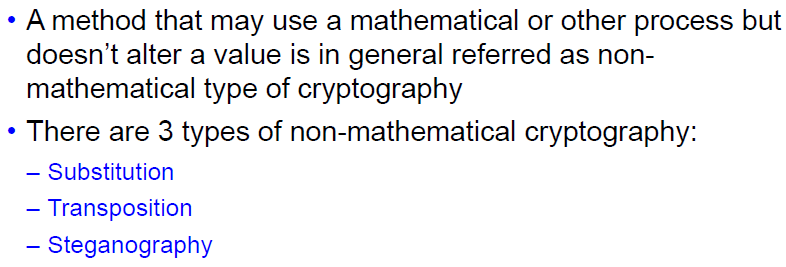 • A method that may use a mathematical or other process but
doesn’t alter a value is in general referred as non-
mathematical type of cryptography
• There are 3 types of non-mathematical cryptography:
– Substitution
– Transposition
– Steganography